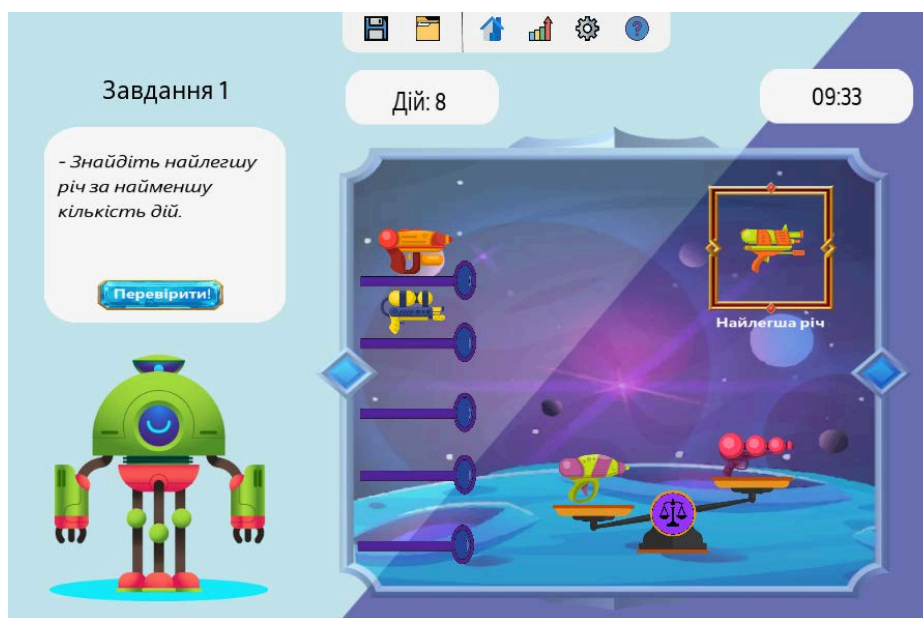 Завдання 1
Дій: 8
09:33
- Знайдіть найлегшу
річ за найменшу
кількість дій.
Перевірити!
Найлегша річ